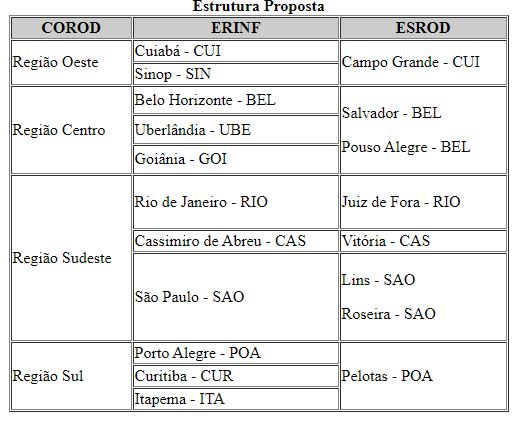 Estrutura Proposta
COROD ERINF ESROD
Região Oeste
Cuiabá - CUI
Sinop - SIN
Campo Grande - CUI
Região Centro
Belo Horizonte - BEL
Uberlândia - UBE
Goiânia - GOI
Salvador - BEL
Pouso Alegre - BEL
Região Sudeste
Rio de Janeiro - RIO
Juiz de Fora - RIO
Cassimiro de Abreu - CAS
Vitória - CAS
São Paulo - SAO
Lins - SAO
Roseira - SAO
Região Sul
Porto Alegre - POA
Curitiba - CUR
Itapema - ITA
Pelotas - POA